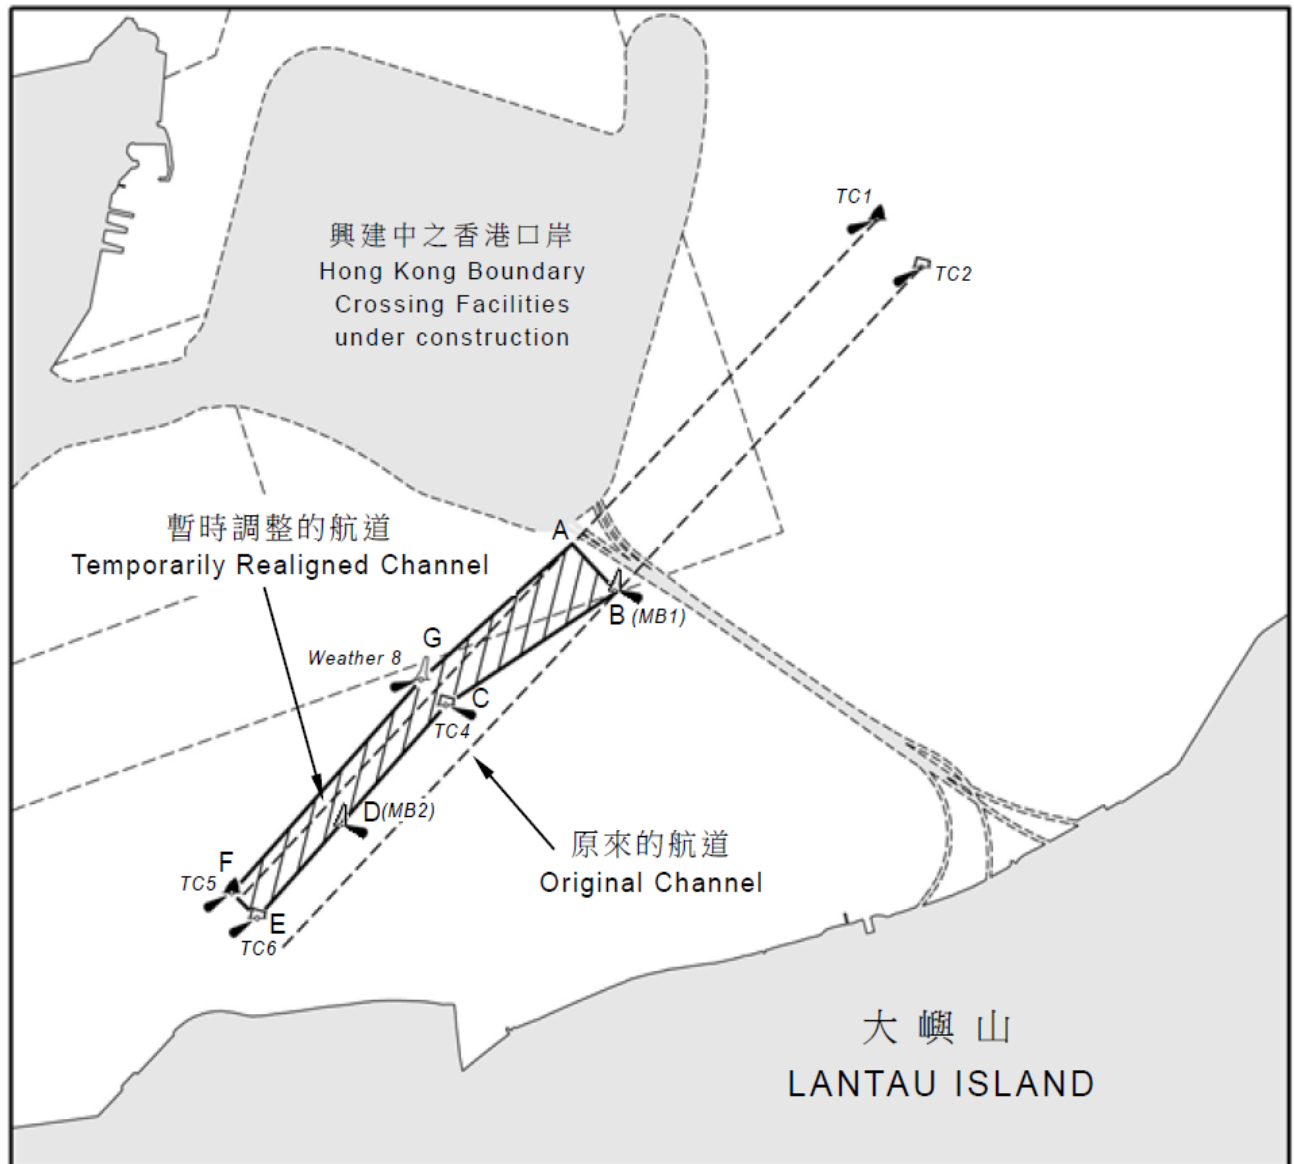 TC1
TC2
興建中之香港口岸
Hong Kong Boundary
Crossing Facilities
under construction
暫時調整的航道
Temporarily Realigned Channel
A
B (MB1)
G
Weather 8
C
TC4
D (MB2)
F
TC5
E
TC6
原來的航道
Original Channel
大嶼山
LANTAU ISLAND